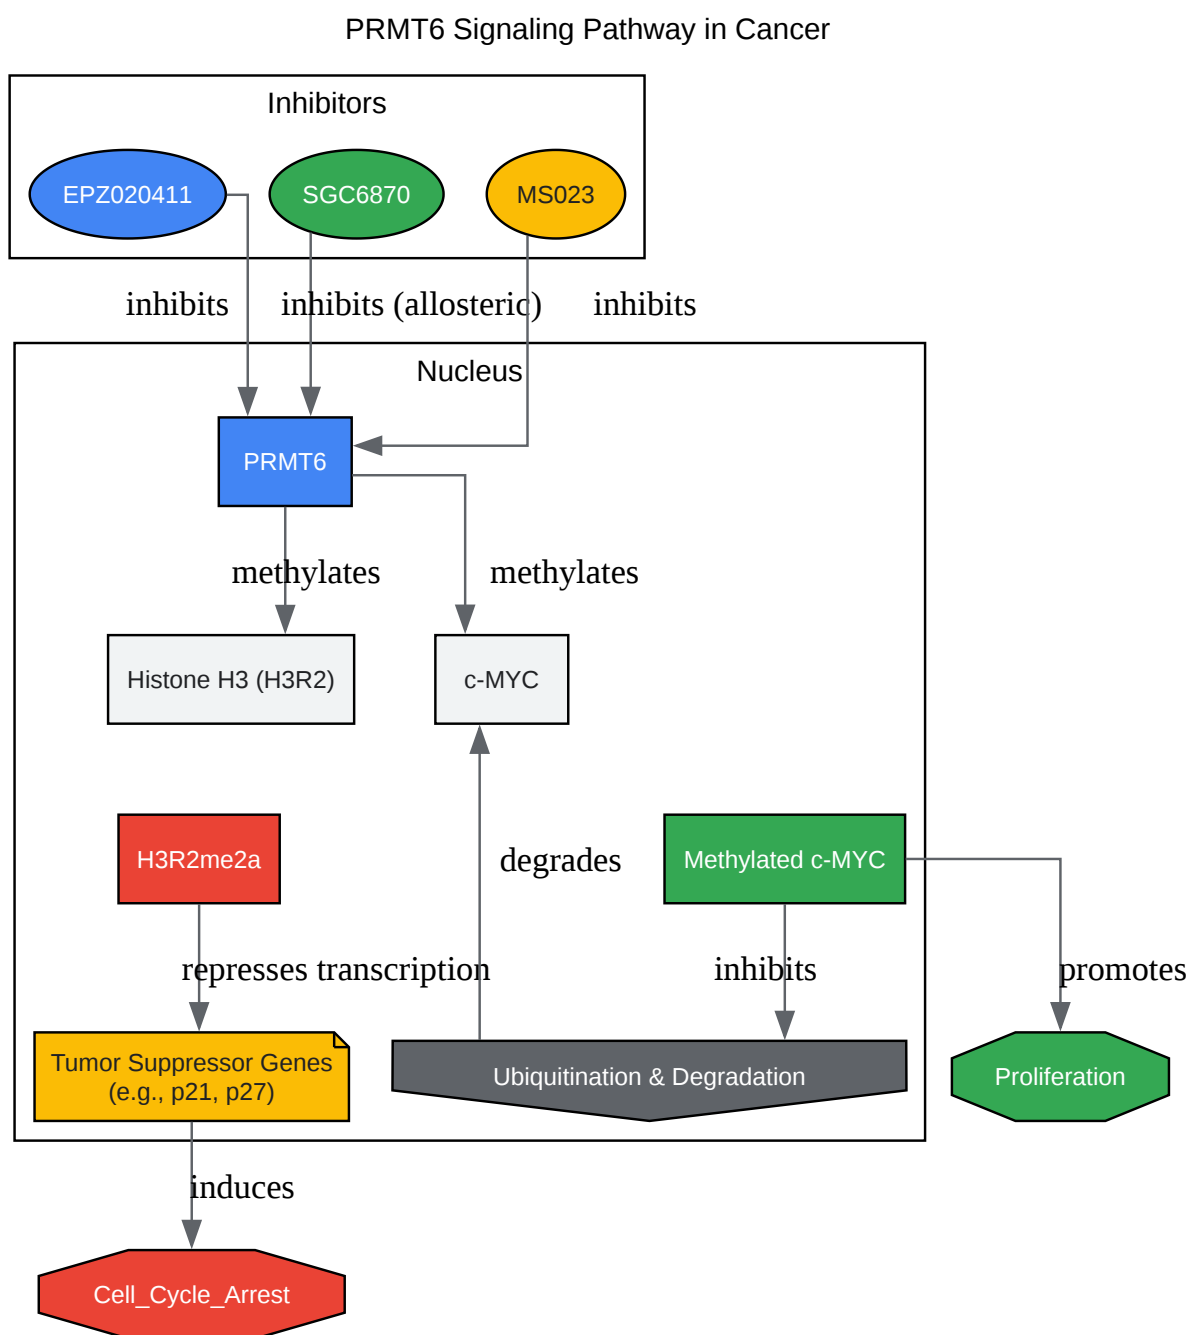 PRMT6 Signaling Pathway in Cancer
Inhibitors
EPZ020411
SGC6870
MS023
inhibits
inhibits (allosteric)
inhibits
Nucleus
PRMT6
methylates
methylates
Histone H3 (H3R2)
c-MYC
H3R2me2a
degrades
Methylated c-MYC
represses transcription
inhibits
promotes
Tumor Suppressor Genes
(e.g., p21, p27)
Ubiquitination & Degradation
Proliferation
induces
Cell_Cycle_Arrest